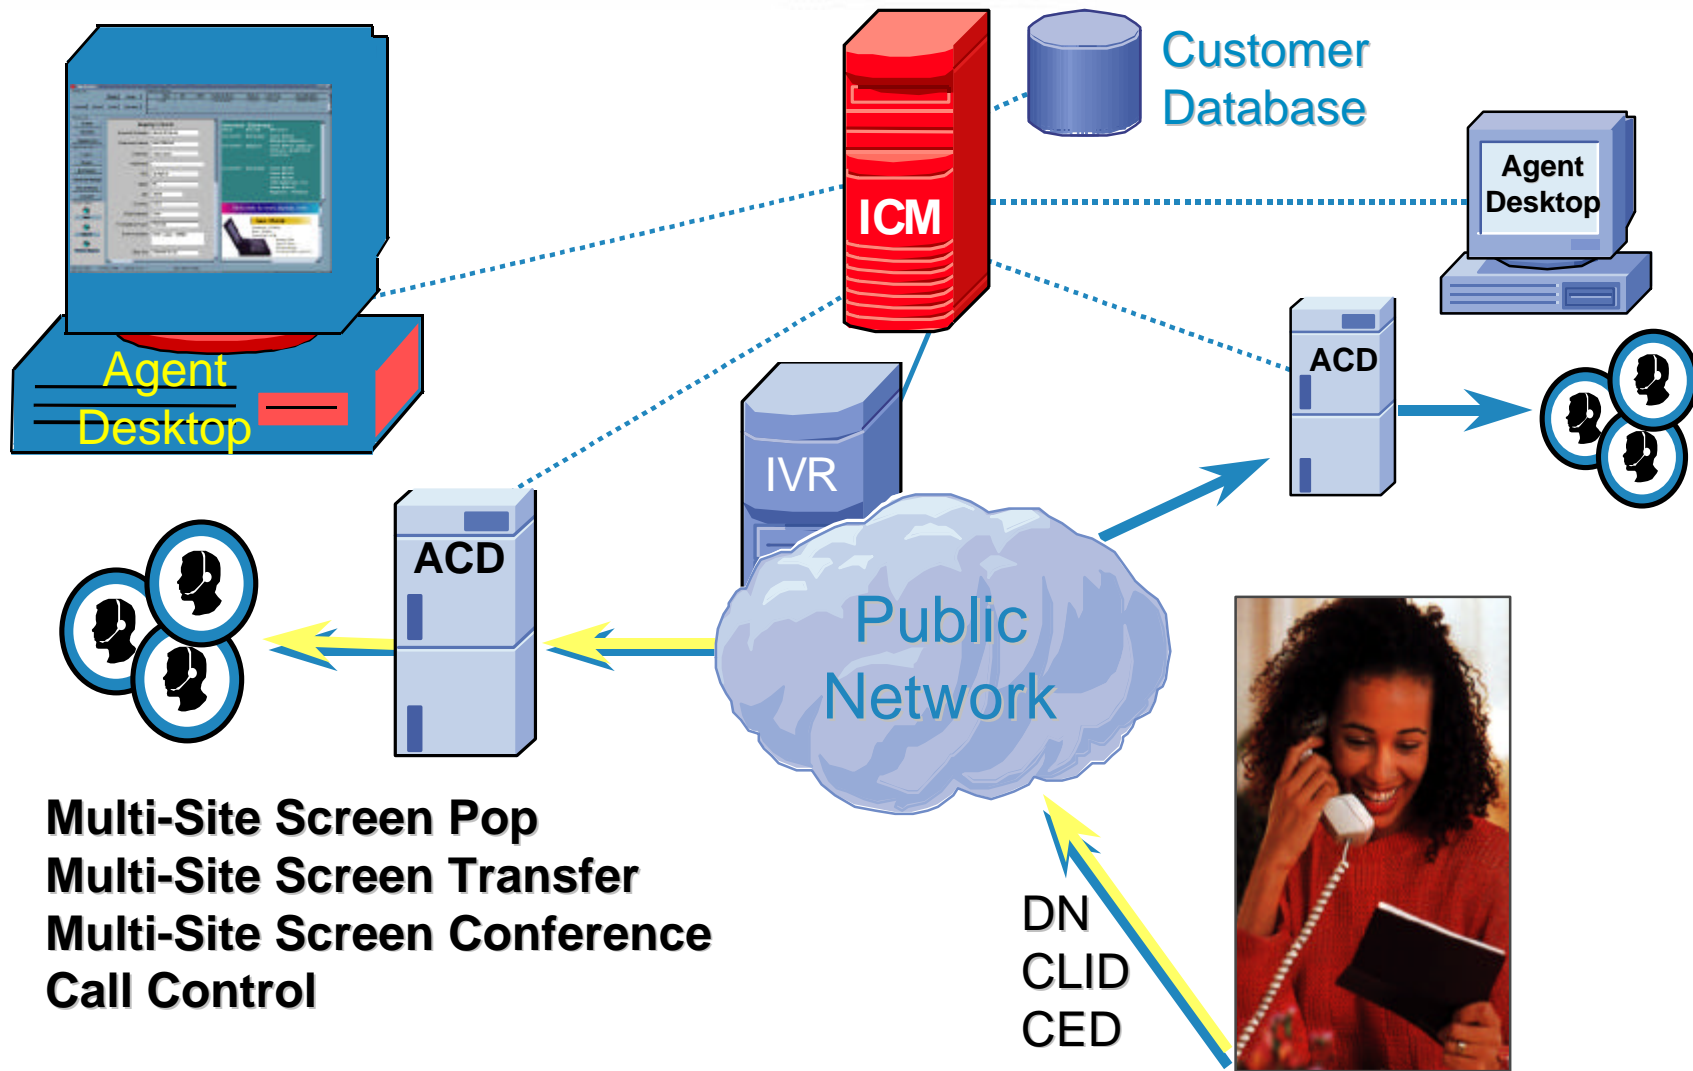 Customer
Database
Agent
Desktop
ICM
ACD
Agent
Desktop
IVR
ACD
Public
Network
Multi-Site Screen Pop
Multi-Site Screen Transfer
Multi-Site Screen Conference
Call Control
DN
CLID
CED